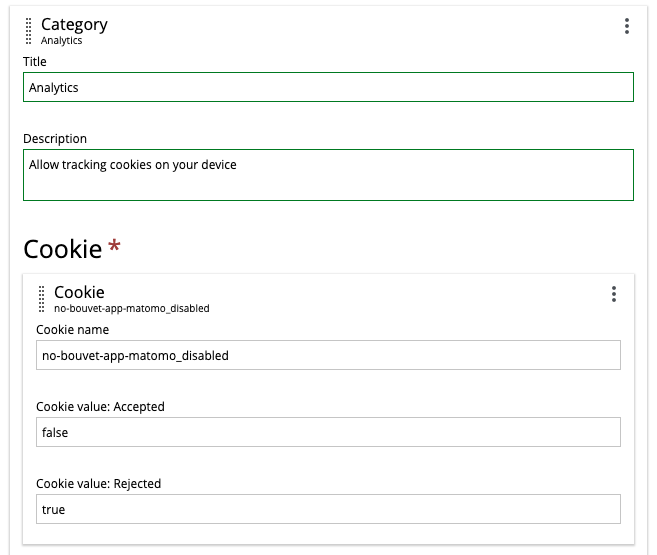 Category
Analytics
Title
Analytics
Description
Allow tracking cookies on your device
Cookie *
Cookie
no-bouvet-app-matomo_disabled
Cookie name
no-bouvet-app-matomo_disabled
Cookie value: Accepted
false
Cookie value: Rejected
true